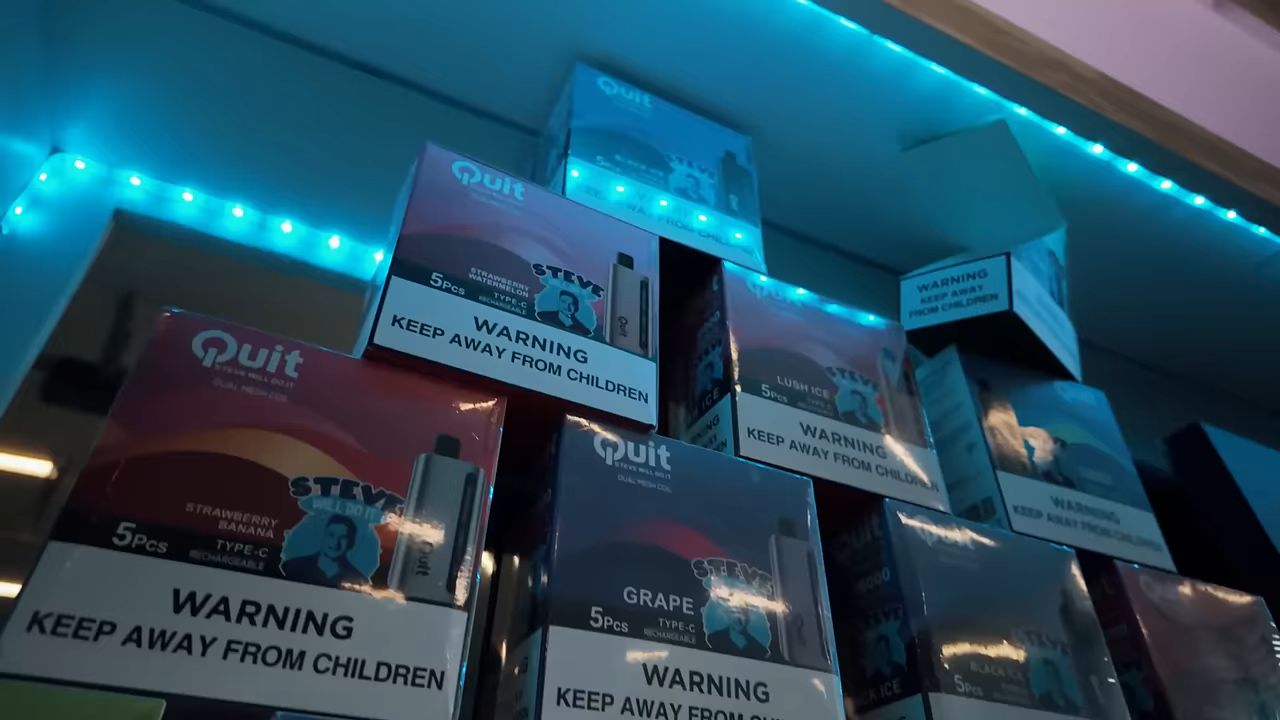 Quit
Quit
STRAWBERRY
WATERMELON
5Pcs
TYPE-C
RECHARGEABLE
STEVE
Quit
WARNING
KEEP AWAY FROM CHILDREN
WARNING
KEEP AWAY
FROM CHILDREN
LUSH ICE
5Pcs
WARNING
KEEP AWAY FROM CHILDREN
WARNING
KEEP AWAY FROM CHILDREN
Quit
STEVE WILL DO IT
DUAL MESH COIL
STRAWBERRY
BANANA
5Pcs
TYPE-C
RECHARGEABLE
STEVE
WILL DO IT
Quit
WARNING
KEEP AWAY FROM CHILDREN
Quit
STEVE WILL DO IT
DUAL MESH COIL
GRAPE
5Pcs
TYPE-C
RECHARGEABLE
STEVE
WARNING
KEEP AWAY FROM
BLACK ICE
5Pcs